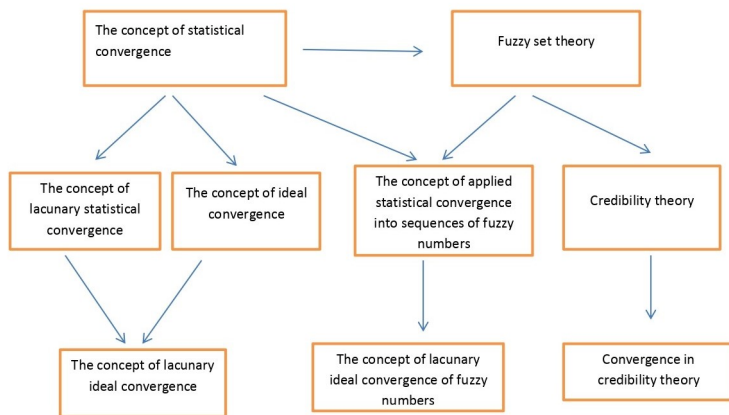 The concept of statistical
convergence
Fuzzy set theory
The concept of
lacunary statistical
convergence
The concept of ideal
convergence
The concept of applied
statistical convergence
into sequences of fuzzy
numbers
Credibility theory
The concept of lacunary
ideal convergence
The concept of lacunary
ideal convergence of fuzzy
numbers
Convergence in
credibility theory